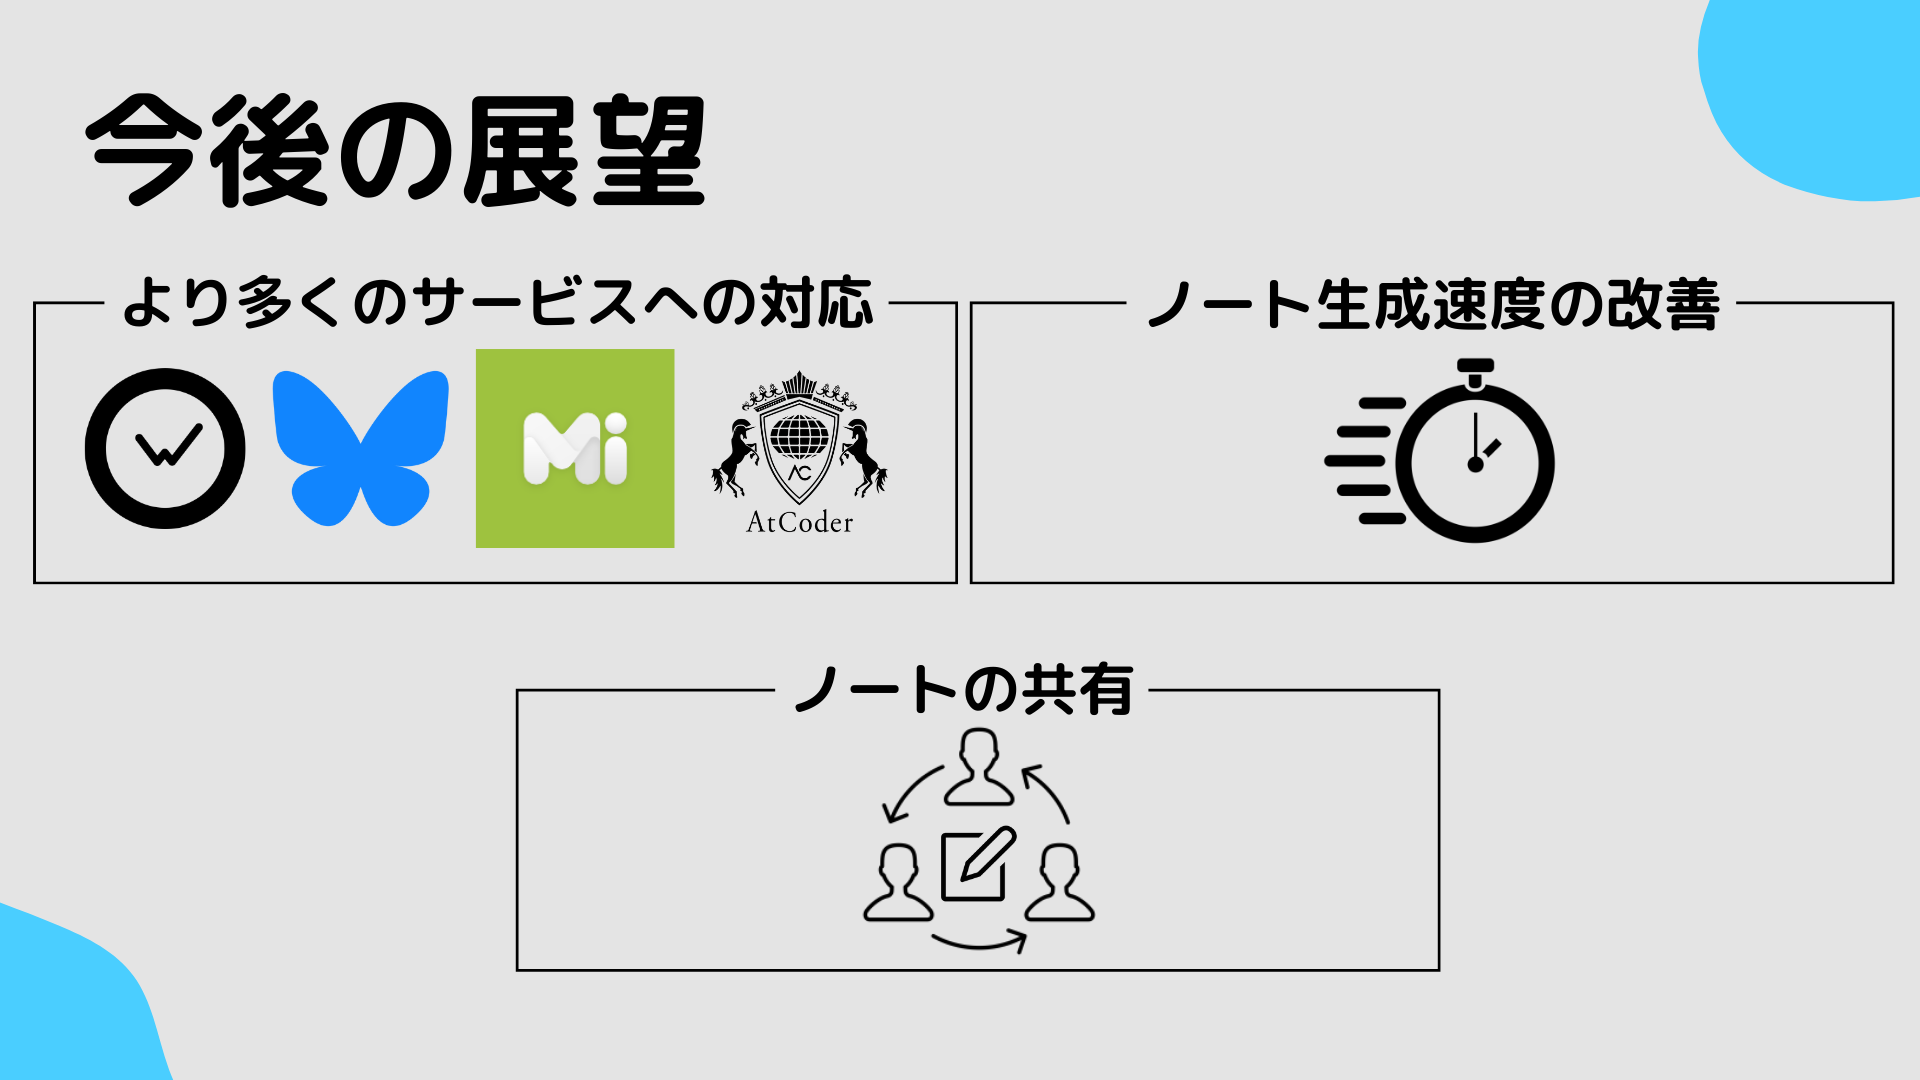 今後の展望
より多くのサービスへの対応
ノート生成速度の改善
Mi
AC
AtCoder
ノートの共有